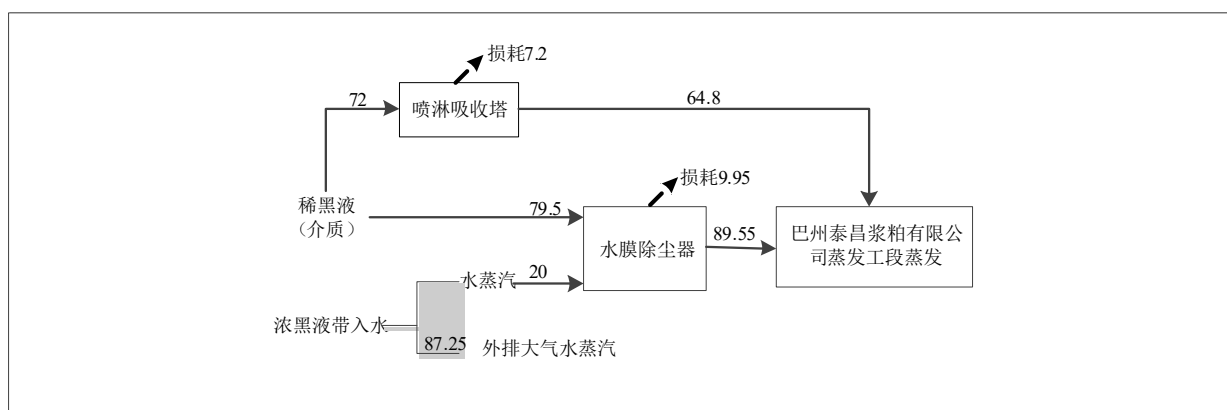 损耗7.2
72
喷淋吸收塔
64.8
损耗9.95
稀黑液
（介质）
79.5
水膜除尘器
89.55
巴州泰昌浆粕有限公
司蒸发工段蒸发
水蒸汽
20
浓黑液带入水
87.25
外排大气水蒸汽